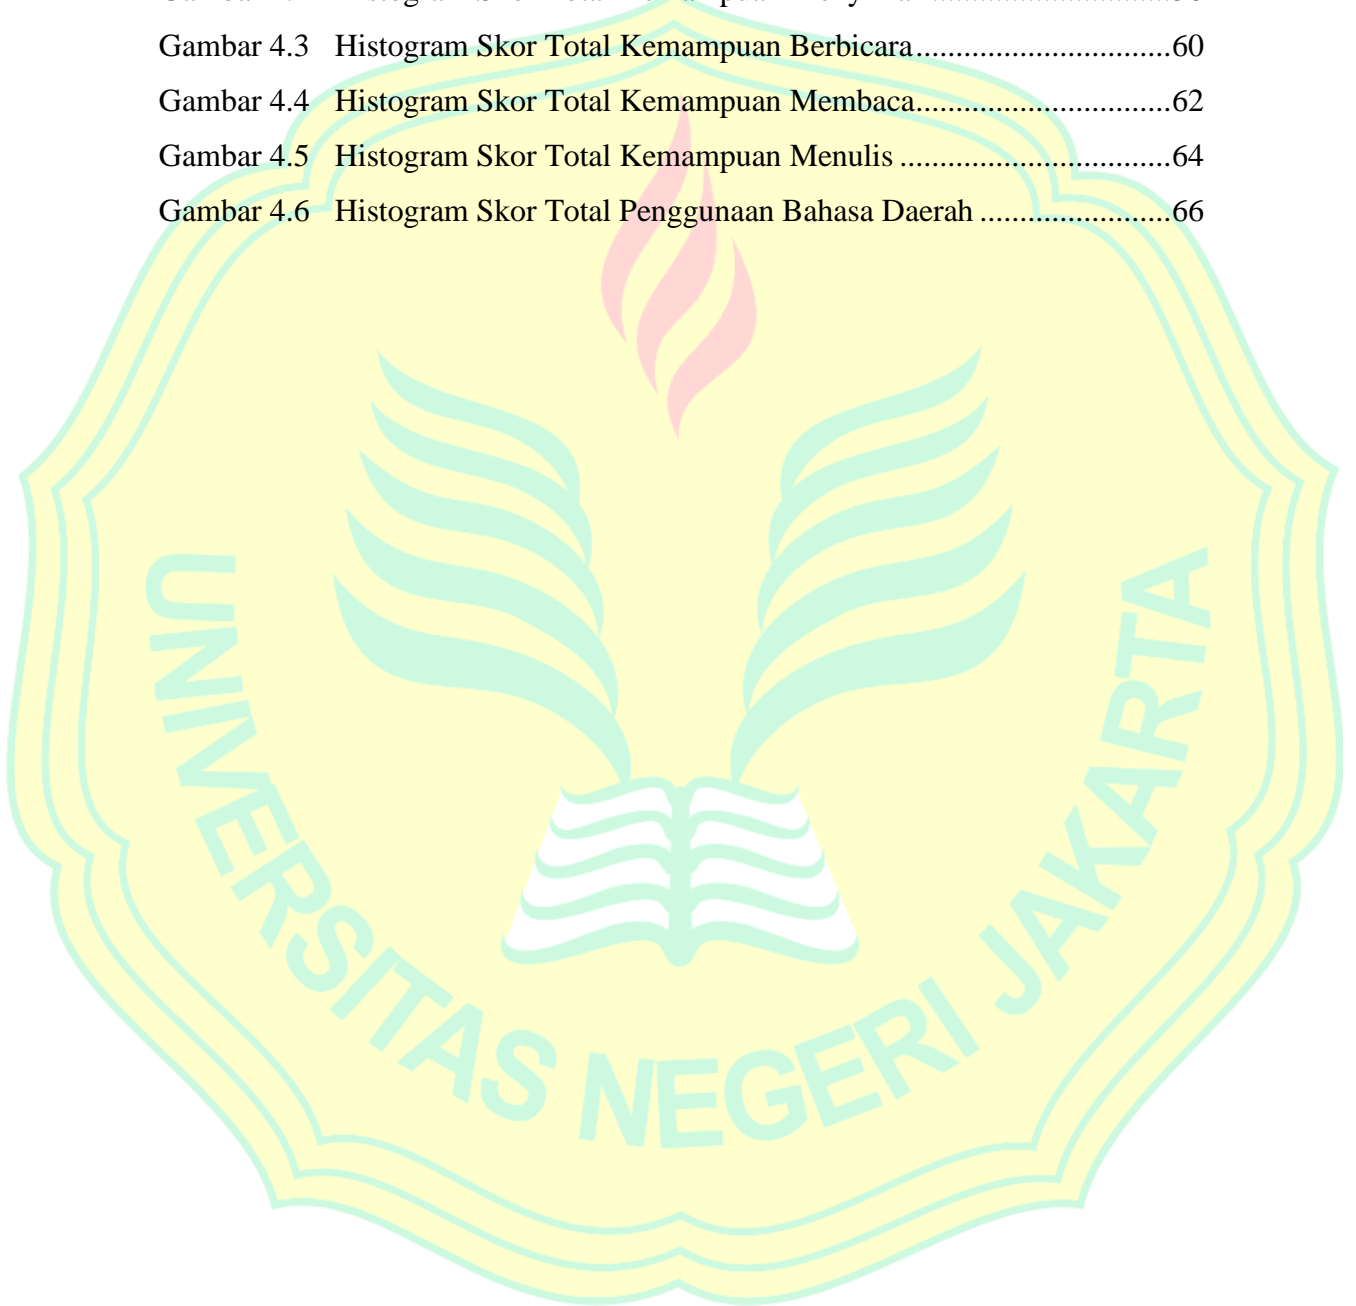 Gambar 4.3 Histogram Skor Total Kemampuan Berbicara................................60
Gambar 4.4 Histogram Skor Total Kemampuan Membaca................................62
Gambar 4.5 Histogram Skor Total Kemampuan Menulis ..................................64
Gambar 4.6 Histogram Skor Total Penggunaan Bahasa Daerah ........................66
UNIVERSITAS NEGERI JAKARTA